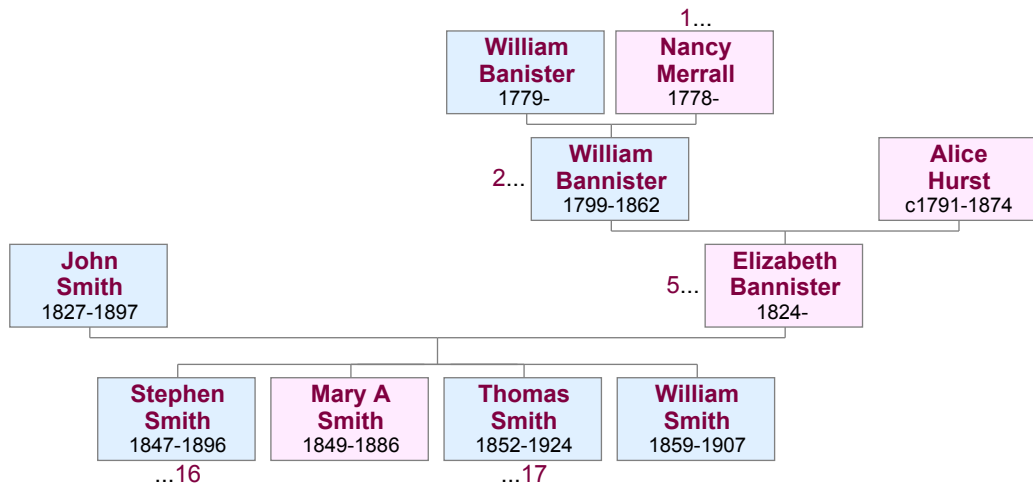 1...
William
Banister
1779-
Nancy
Merrall
1778-
2...
William
Bannister
1799-1862
Alice
Hurst
c1791-1874
John
Smith
1827-1897
5...
Elizabeth
Bannister
1824-
Stephen
Smith
1847-1896
Mary A
Smith
1849-1886
Thomas
Smith
1852-1924
William
Smith
1859-1907
...16
...17